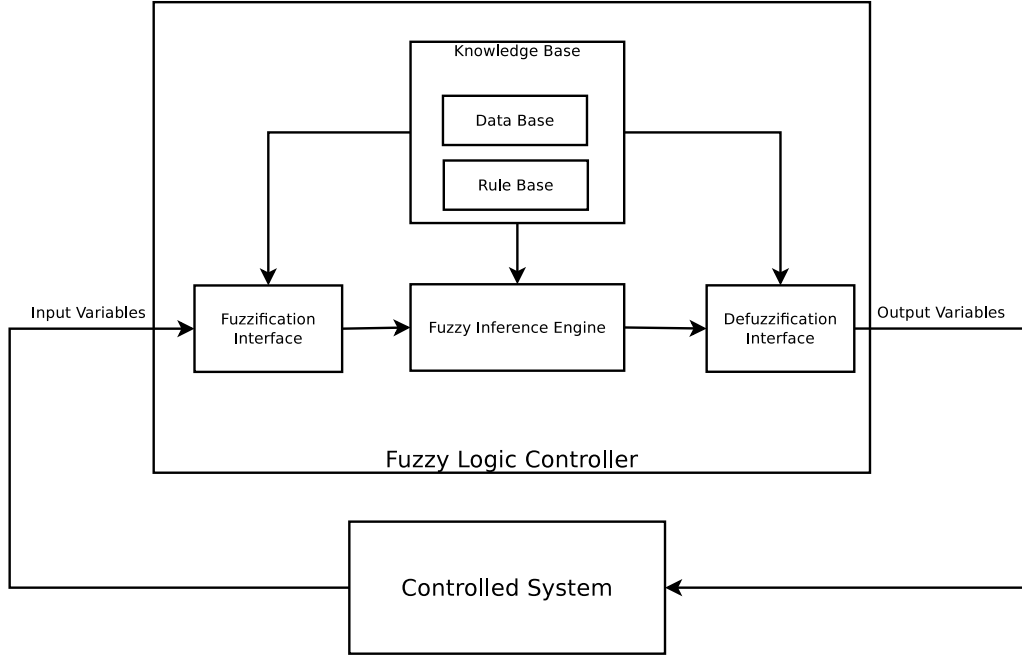 Knowledge Base
Data Base
Rule Base
Input Variables
Fuzzification
Interface
Fuzzy Inference Engine
Defuzzification
Interface
Output Variables
Fuzzy Logic Controller
Controlled System